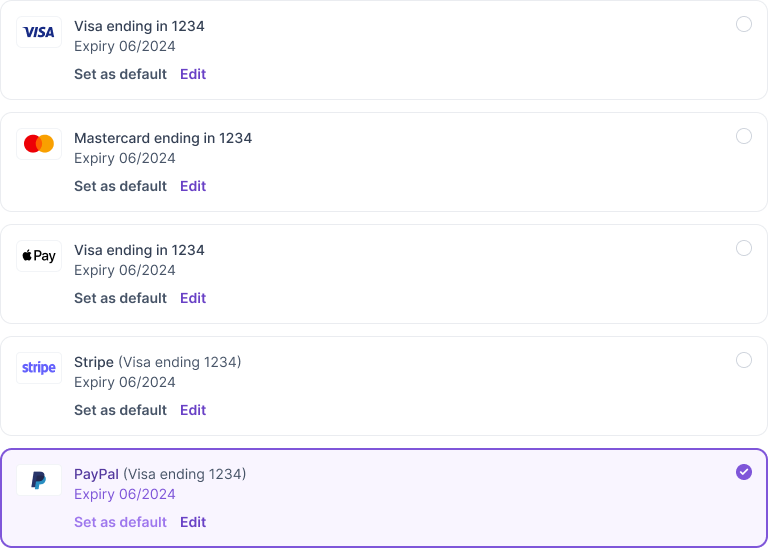 VISA
Visa ending in 1234
Expiry 06/2024
Set as default Edit
Mastercard ending in 1234
Expiry 06/2024
Set as default Edit
Pay
Visa ending in 1234
Expiry 06/2024
Set as default Edit
stripe
Stripe (Visa ending 1234)
Expiry 06/2024
Set as default Edit
PayPal (Visa ending 1234)
Expiry 06/2024
Set as default Edit